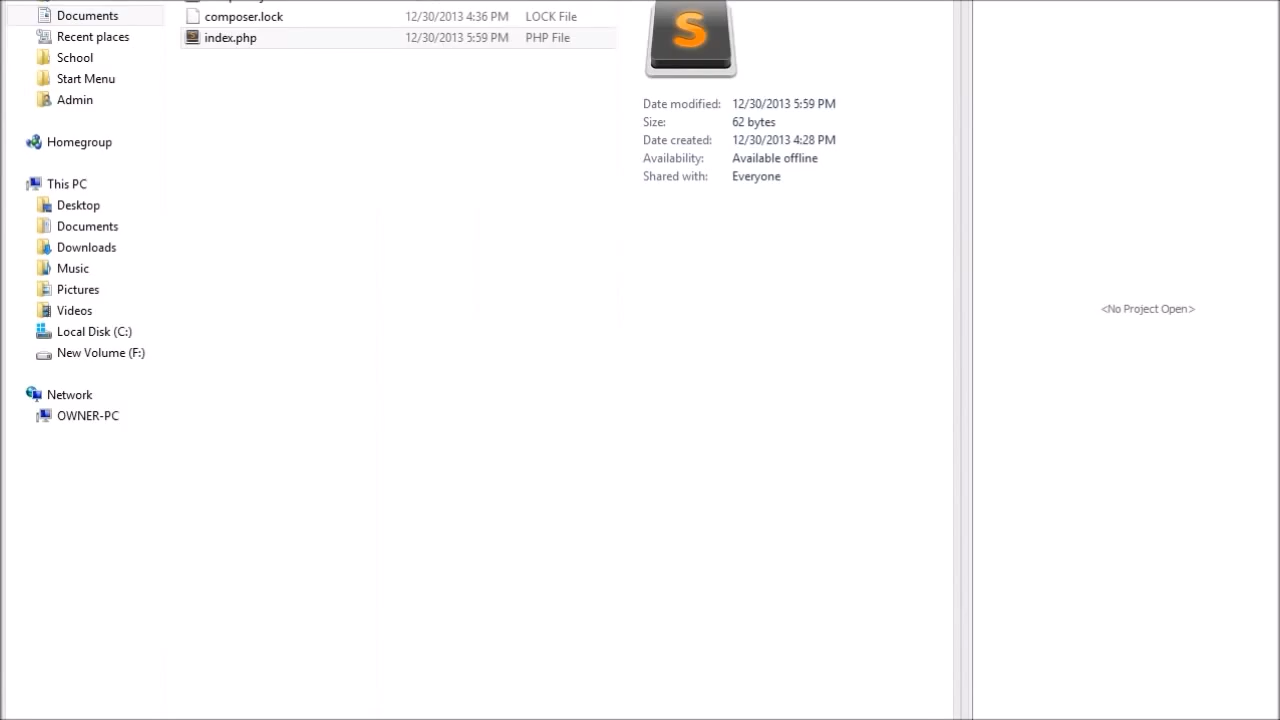 Documents
composer.lock 12/30/2013 4:36 PM LOCK File
Recent places
index.php 12/30/2013 5:59 PM PHP File
S
School
Start Menu
Admin
Date modified: 12/30/2013 5:59 PM
Size: 62 bytes
Date created: 12/30/2013 4:28 PM
Availability: Available offline
Shared with: Everyone
Homegroup
This PC
Desktop
Documents
Downloads
Music
Pictures
Videos
Local Disk (C:)
New Volume (F:)
Network
OWNER-PC
<No Project Open>